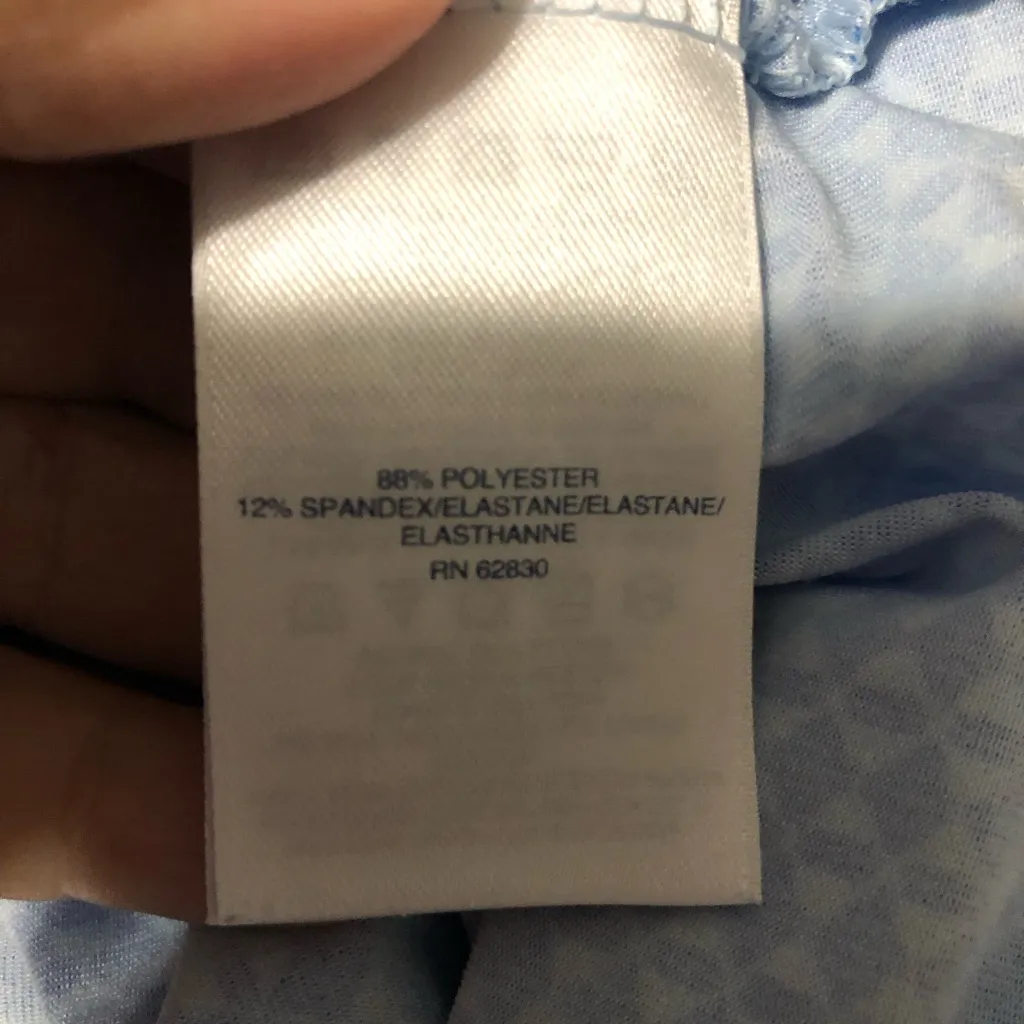 88% POLYESTER
12% SPANDEX/ELASTANE/ELASTANE/
ELASTHANNE
RN 62830